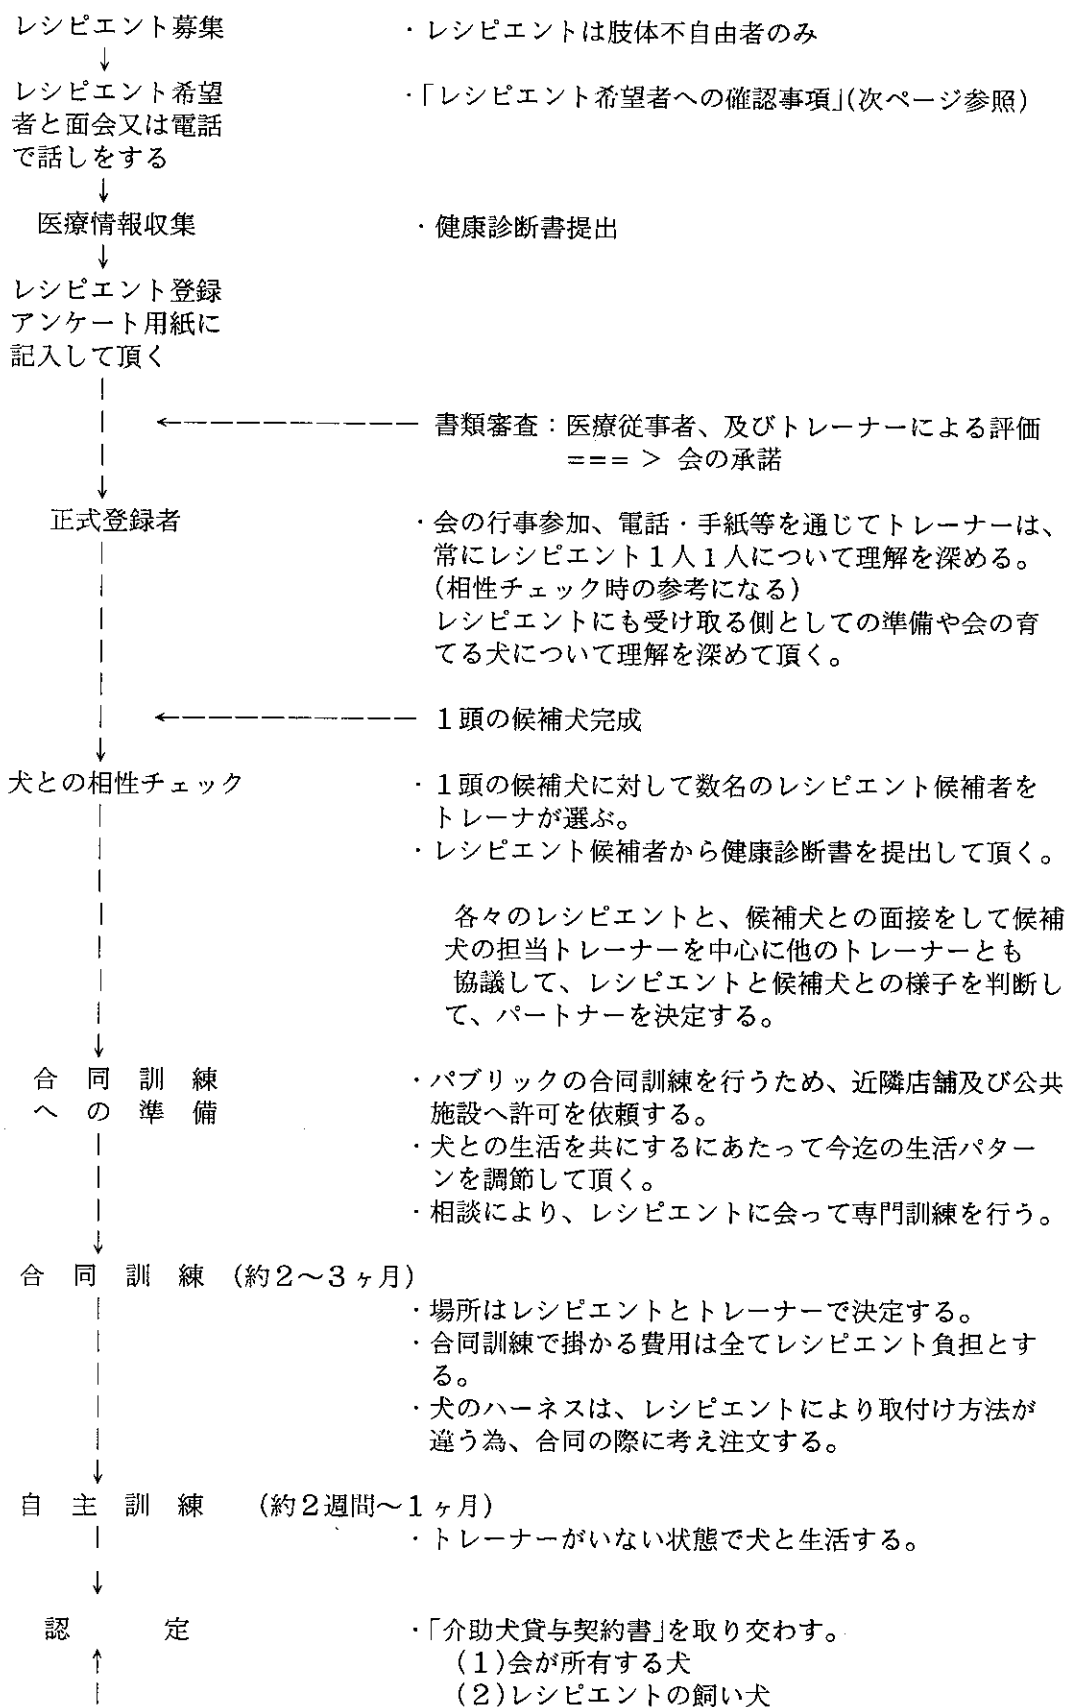 レシピエント募集
・レシピエントは肢体不自由者のみ
↓
レシピエント希望
者と面会又は電話
で話しをする
・「レシピエント希望者への確認事項」(次ページ参照)
↓
医療情報収集
・健康診断書提出
↓
レシピエント登録
アンケート用紙に
記入して頂く
←−−−−−−−−−− 書類審査：医療従事者、及びトレーナーによる評価
=== > 会の承諾
↓
正式登録者
・会の行事参加、電話・手紙等を通じてトレーナーは、
常にレシピエント１人１人について理解を深める。
(相性チェック時の参考になる)
レシピエントにも受け取る側としての準備や会の育
てる犬について理解を深めて頂く。
←−−−−−−−−−− １頭の候補犬完成
↓
犬との相性チェック
・１頭の候補犬に対して数名のレシピエント候補者を
トレーナが選ぶ。
・レシピエント候補者から健康診断書を提出して頂く。
各々のレシピエントと、候補犬との面接をして候補
犬の担当トレーナーを中心に他のトレーナーとも
協議して、レシピエントと候補犬との様子を判断し
て、パートナーを決定する。
↓
合　同　訓　練
へ　の　準　備
・パブリックの合同訓練を行うため、近隣店舗及び公共
施設へ許可を依頼する。
・犬との生活を共にするにあたって今迄の生活パター
ンを調節して頂く。
・相談により、レシピエントに会って専門訓練を行う。
↓
合　同　訓　練　(約２〜３ヶ月)
・場所はレシピエントとトレーナーで決定する。
・合同訓練で掛かる費用は全てレシピエント負担とす
る。
・犬のハーネスは、レシピエントにより取付け方法が
違う為、合同の際に考え注文する。
↓
自　主　訓　練　(約２週間〜１ヶ月)
・トレーナーがいない状態で犬と生活する。
↓
認　　　定
・「介助犬貸与契約書」を取り交わす。
↑
(１)会が所有する犬
(２)レシピエントの飼い犬